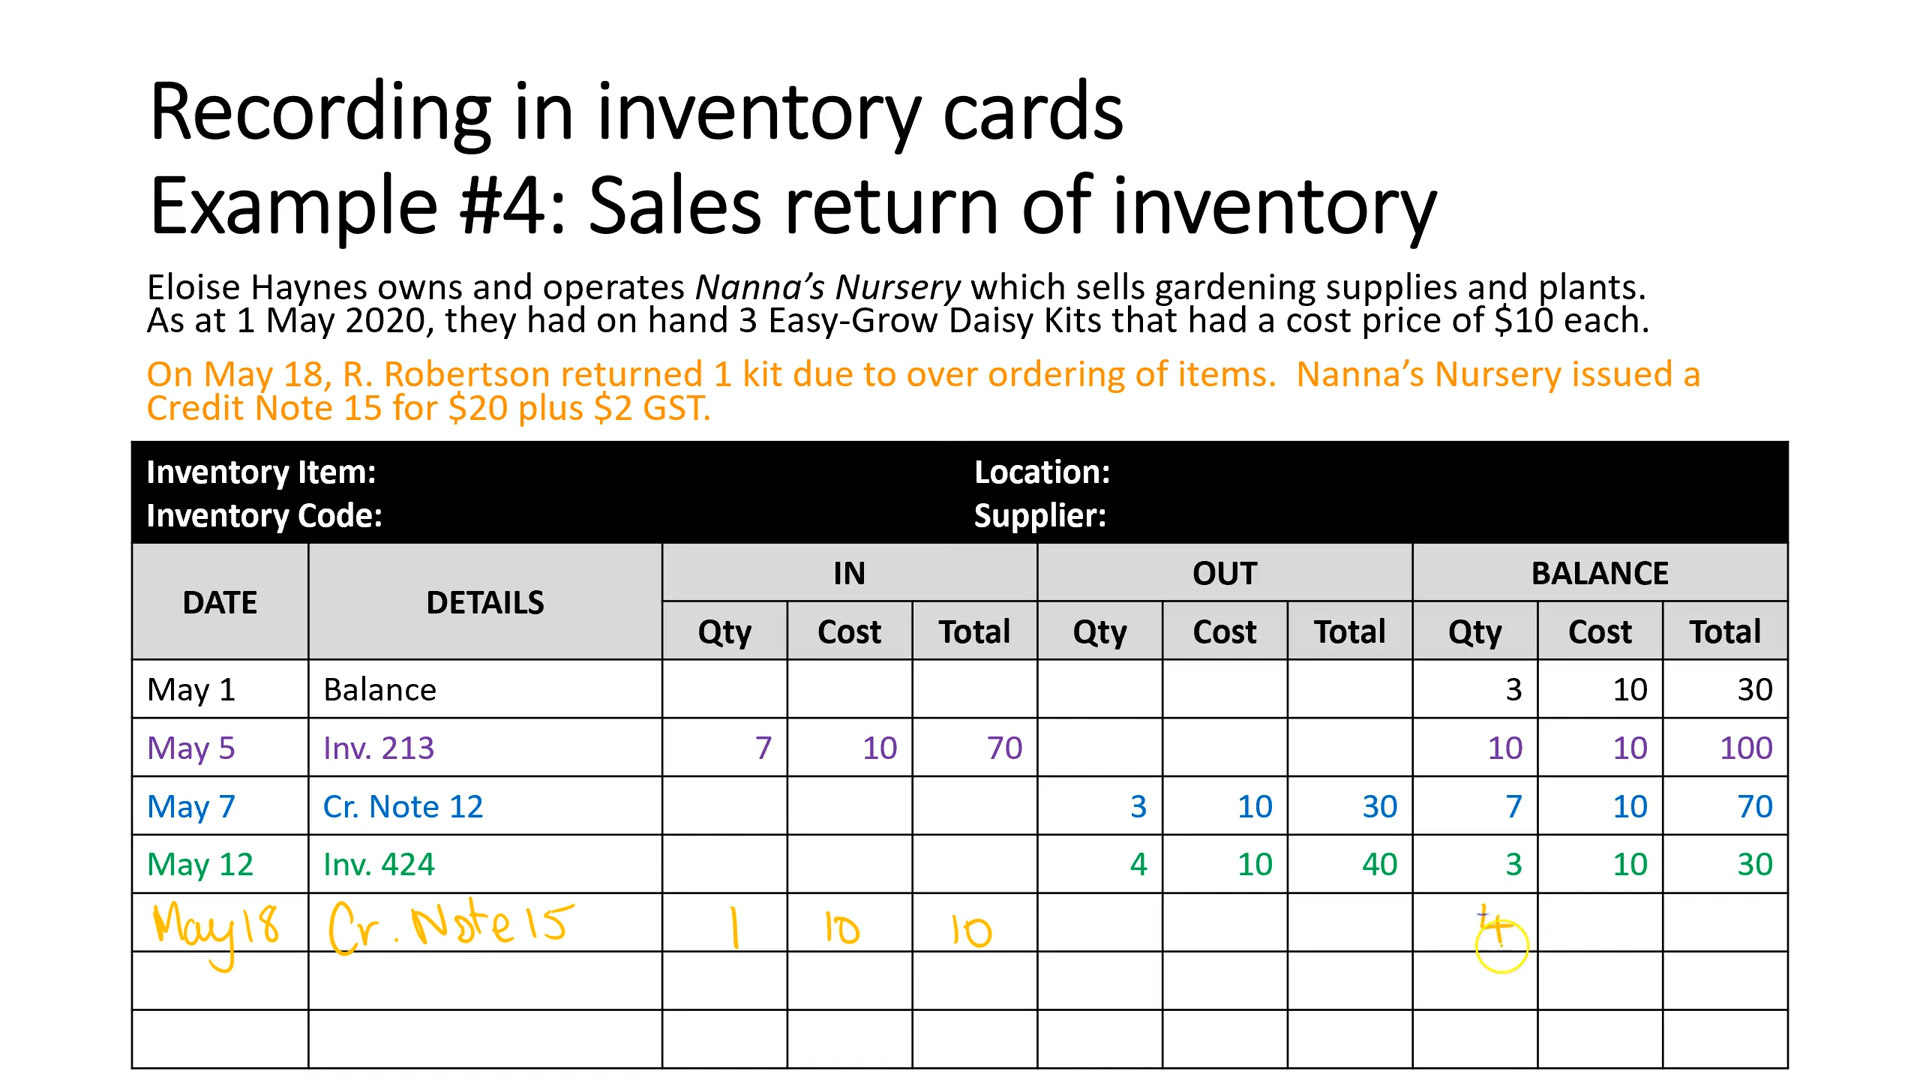 Recording in inventory cards
Example #4: Sales return of inventory
Eloise Haynes owns and operates Nanna’s Nursery which sells gardening supplies and plants.
As at 1 May 2020, they had on hand 3 Easy-Grow Daisy Kits that had a cost price of $10 each.
On May 18, R. Robertson returned 1 kit due to over ordering of items. Nanna’s Nursery issued a
Credit Note 15 for $20 plus $2 GST.
Inventory Item: Location:
Inventory Code: Supplier:
DATE DETAILS IN OUT BALANCE
Qty Cost Total Qty Cost Total Qty Cost Total
May 1 Balance 3 10 30
May 5 Inv. 213 7 10 70 10 10 100
May 7 Cr. Note 12 3 10 30 7 10 70
May 12 Inv. 424 4 10 40 3 10 30
May 18 Cr. Note 15 1 10 10 4